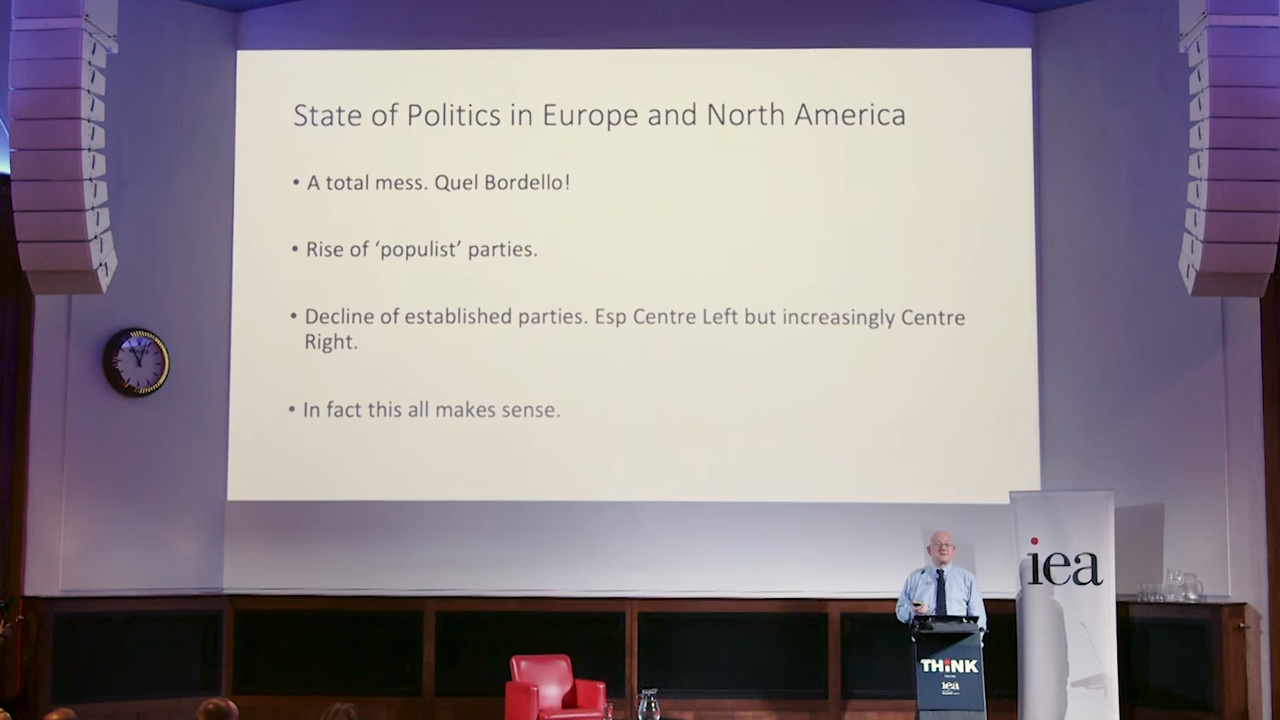 State of Politics in Europe and North America
• A total mess. Quel Bordello!
• Rise of ‘populist’ parties.
• Decline of established parties. Esp Centre Left but increasingly Centre
Right.
• In fact this all makes sense.
iea
THiNK
iea